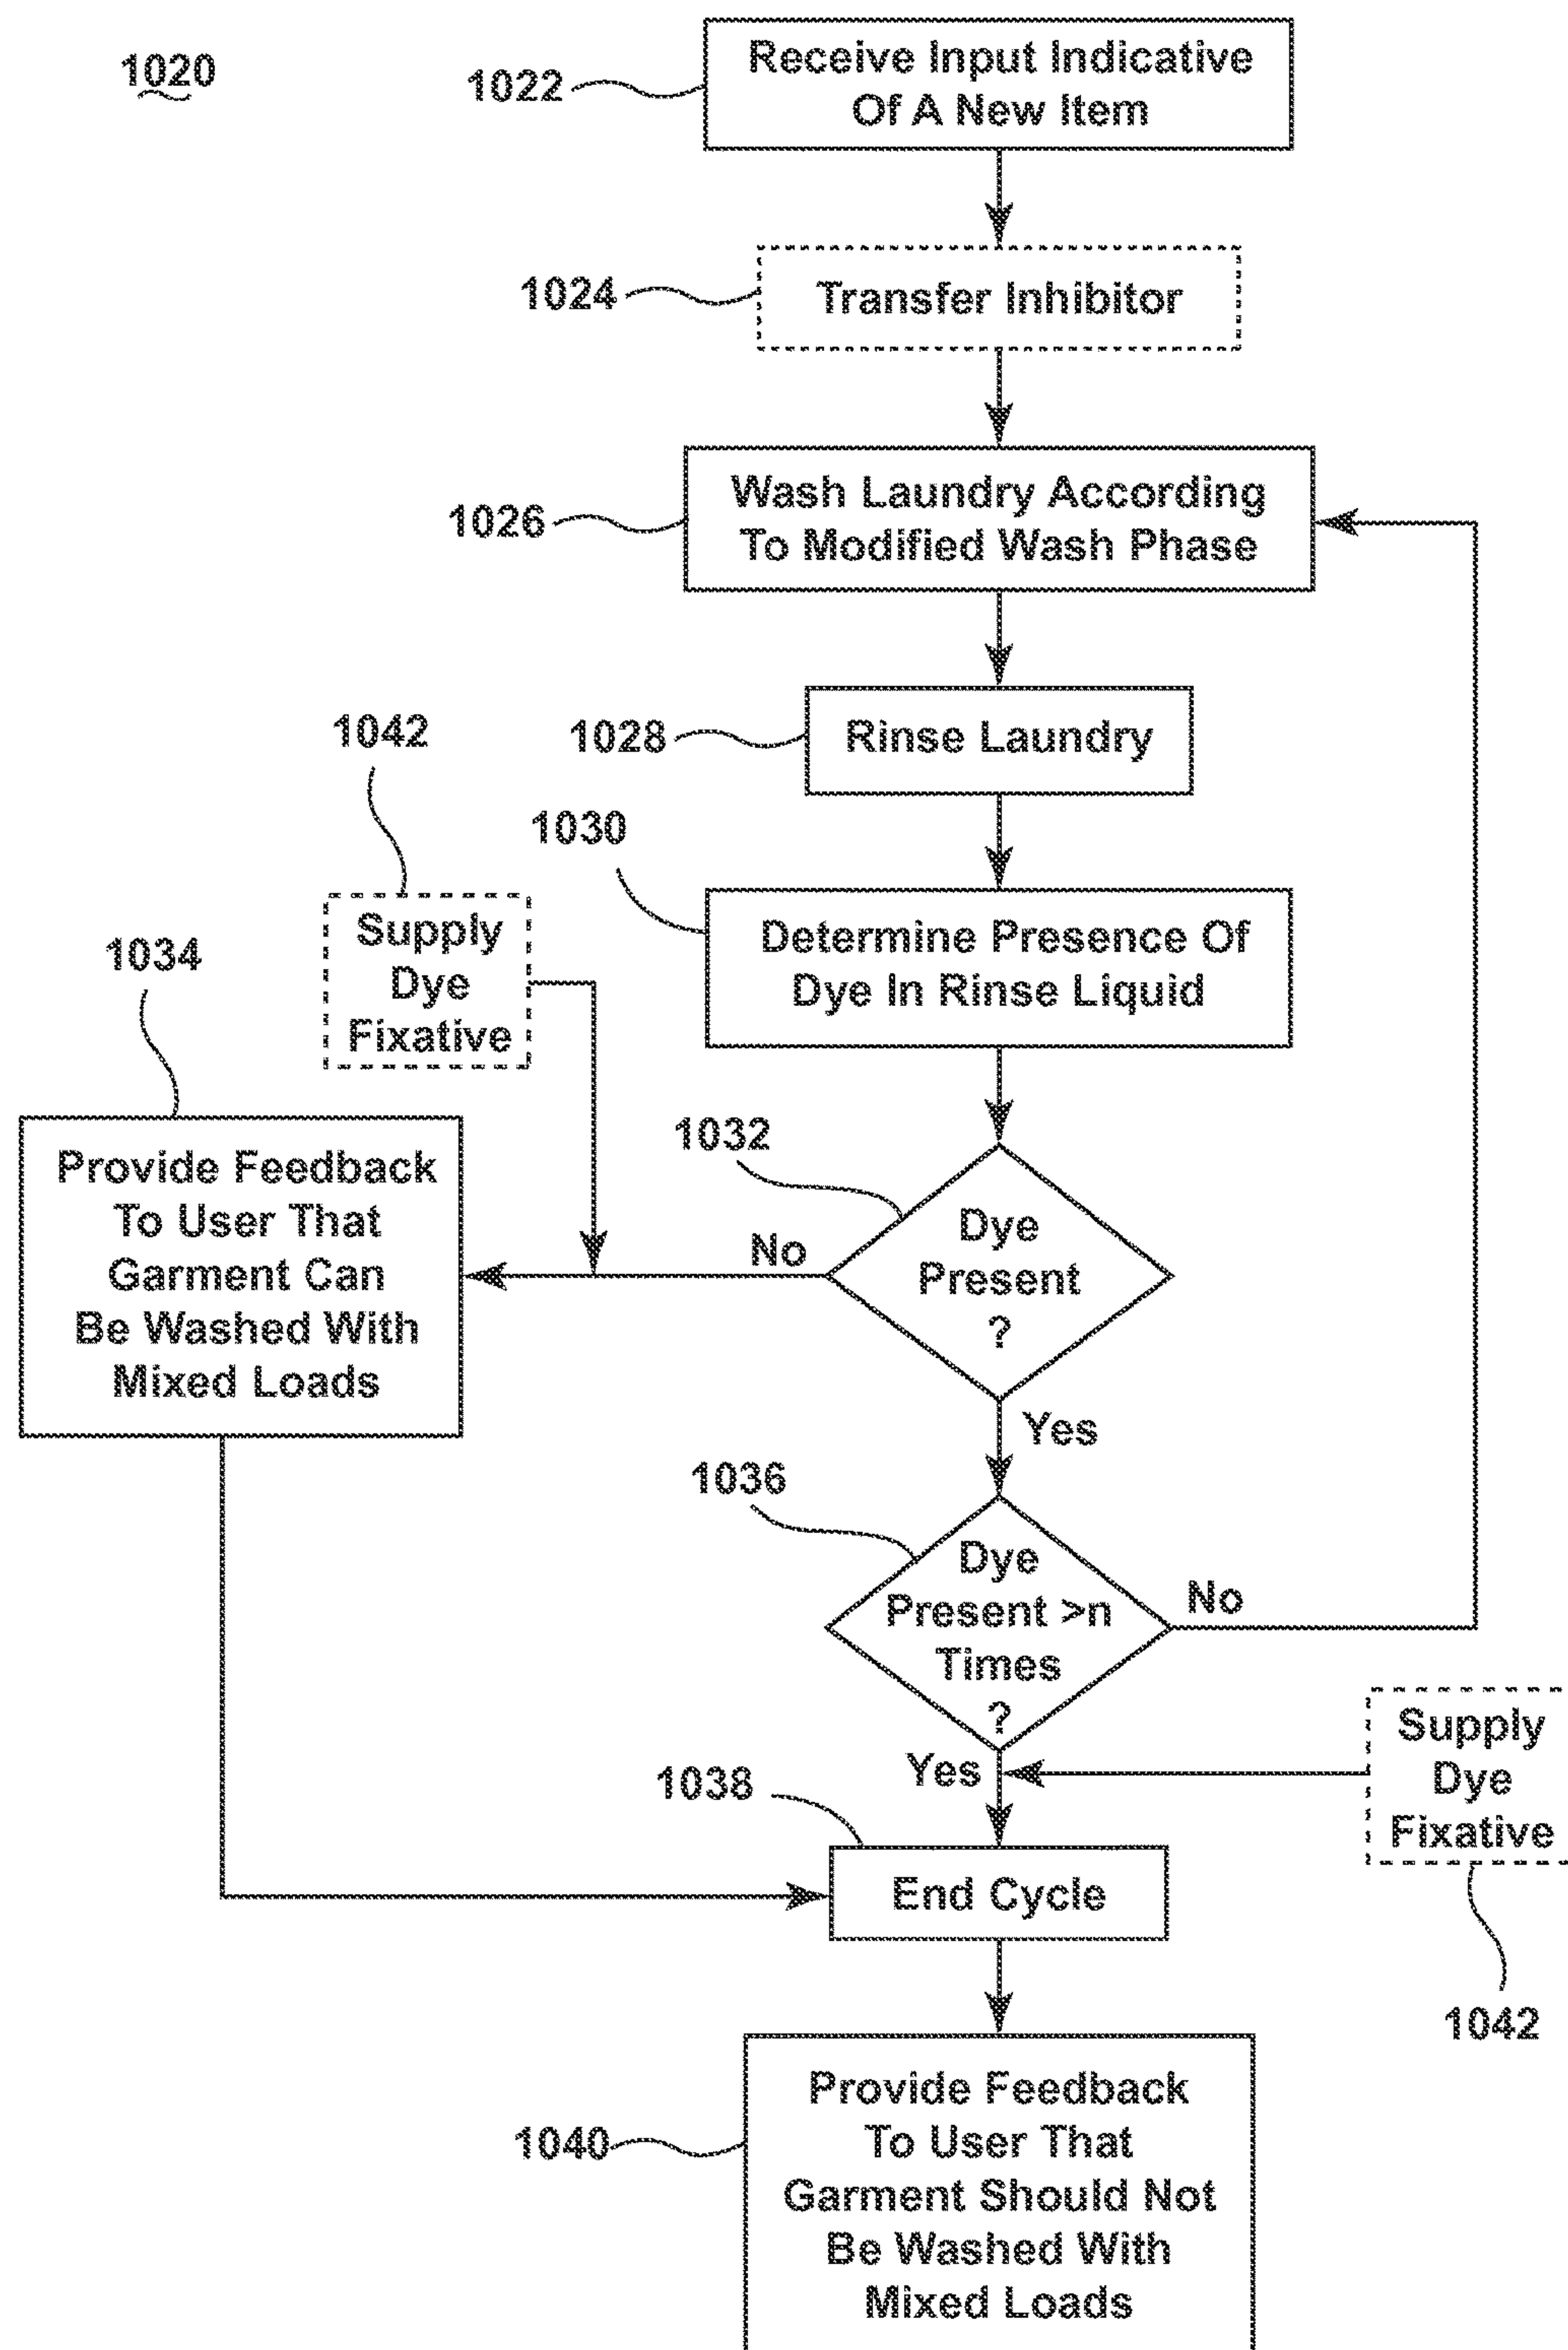 1020
1022
Receive Input Indicative
Of A New Item
1024
Transfer Inhibitor
1026
Wash Laundry According
To Modified Wash Phase
1028
Rinse Laundry
1042
Supply
Dye
Fixative
1030
Determine Presence Of
Dye In Rinse Liquid
1034
Provide Feedback
To User That
Garment Can
Be Washed With
Mixed Loads
1032
Dye
Present
?
No
Yes
1036
Dye
Present >n
Times
?
No
Yes
Supply
Dye
Fixative
1042
1038
End Cycle
1040
Provide Feedback
To User That
Garment Should Not
Be Washed With
Mixed Loads